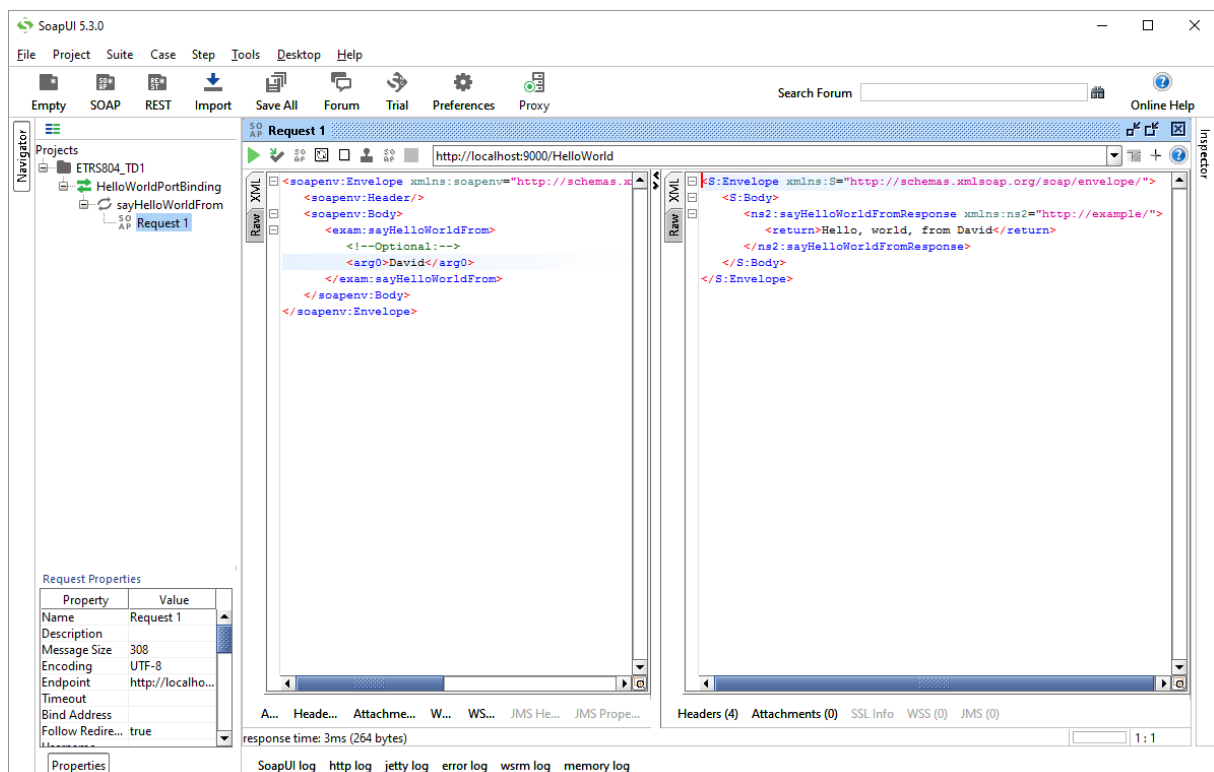 SoapUI 5.3.0
File Project Suite Case Step Tools Desktop Help
Empty SOAP REST Import Save All Forum Trial Preferences Proxy Search Forum Online Help
Navigator
Projects
ETRS804_TD1
HelloWorldPortBinding
sayHelloWorldFrom
SOAP Request 1
Request Properties
Property Value
Name Request 1
Description
Message Size 308
Encoding UTF-8
Endpoint http://localho...
Timeout
Bind Address
Follow Redire... true
Properties
SOAP Request 1
http://localhost:9000/HelloWorld
XML
Raw
<soapenv:Envelope xmlns:soapenv="http://schemas.x
<soapenv:Header/>
<soapenv:Body>
<exam:sayHelloWorldFrom>
<!--Optional:-->
<arg0>David</arg0>
</exam:sayHelloWorldFrom>
</soapenv:Body>
</soapenv:Envelope>
A... Heade... Attachme... W... WS... JMS He... JMS Prope...
XML
Raw
<S:Envelope xmlns:S="http://schemas.xmlsoap.org/soap/envelope/">
<S:Body>
<ns2:sayHelloWorldFromResponse xmlns:ns2="http://example/">
<return>Hello, world, from David</return>
</ns2:sayHelloWorldFromResponse>
</S:Body>
</S:Envelope>
Headers (4) Attachments (0) SSL Info WSS (0) JMS (0)
response time: 3ms (264 bytes)
1 : 1
SoapUI log http log jetty log error log wsrm log memory log
Inspector